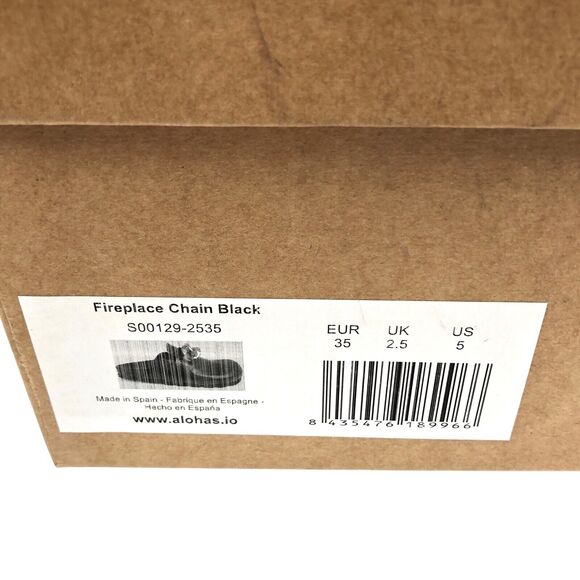 Fireplace Chain Black
S00129-2535
Made in Spain - Fabrique en Espagne -
Hecho en España
www.alohas.io
EUR UK US
35 2.5 5
8 435476 189966